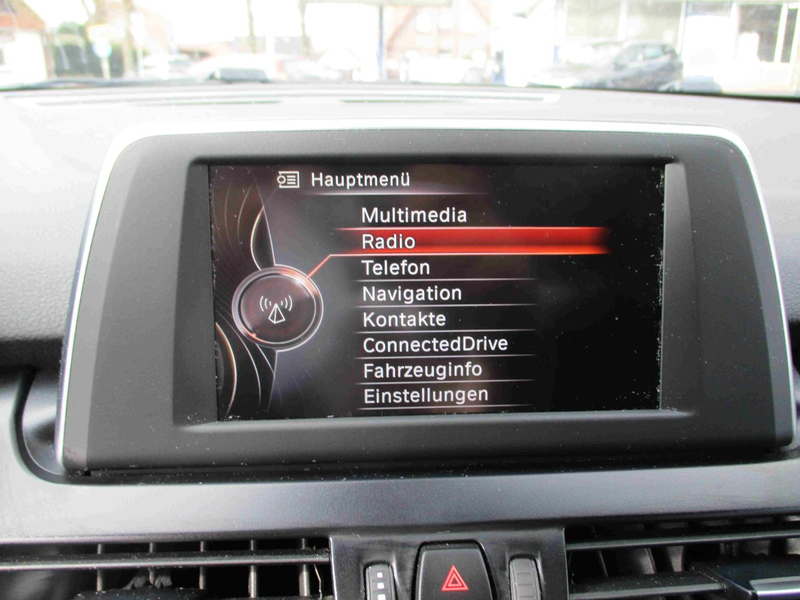 Hauptmenü
Multimedia
Radio
Telefon
Navigation
Kontakte
ConnectedDrive
Fahrzeuginfo
Einstellungen